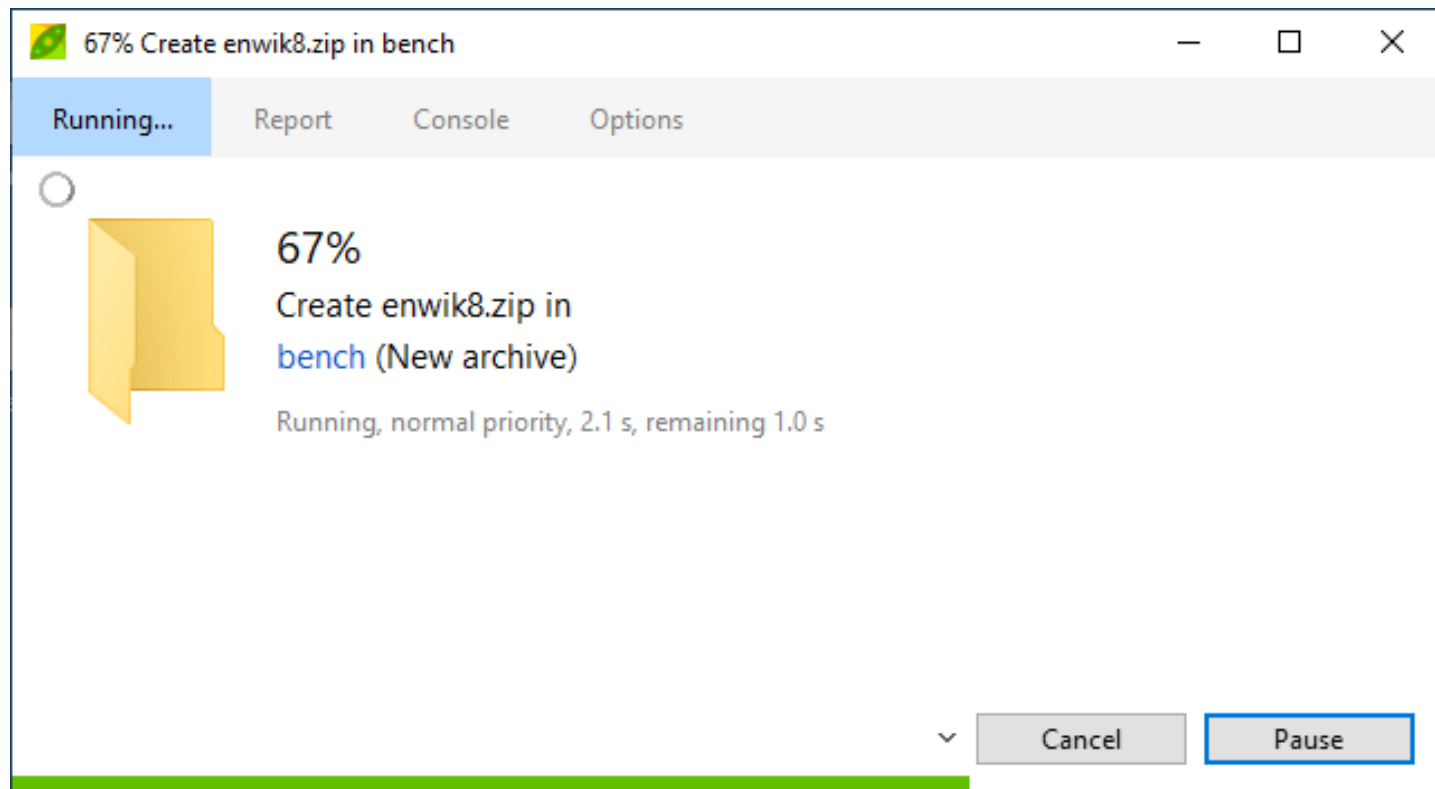 67% Create enwik8.zip in bench
Running... Report Console Options
67%
Create enwik8.zip in
bench (New archive)
Running, normal priority, 2.1 s, remaining 1.0 s
Cancel Pause